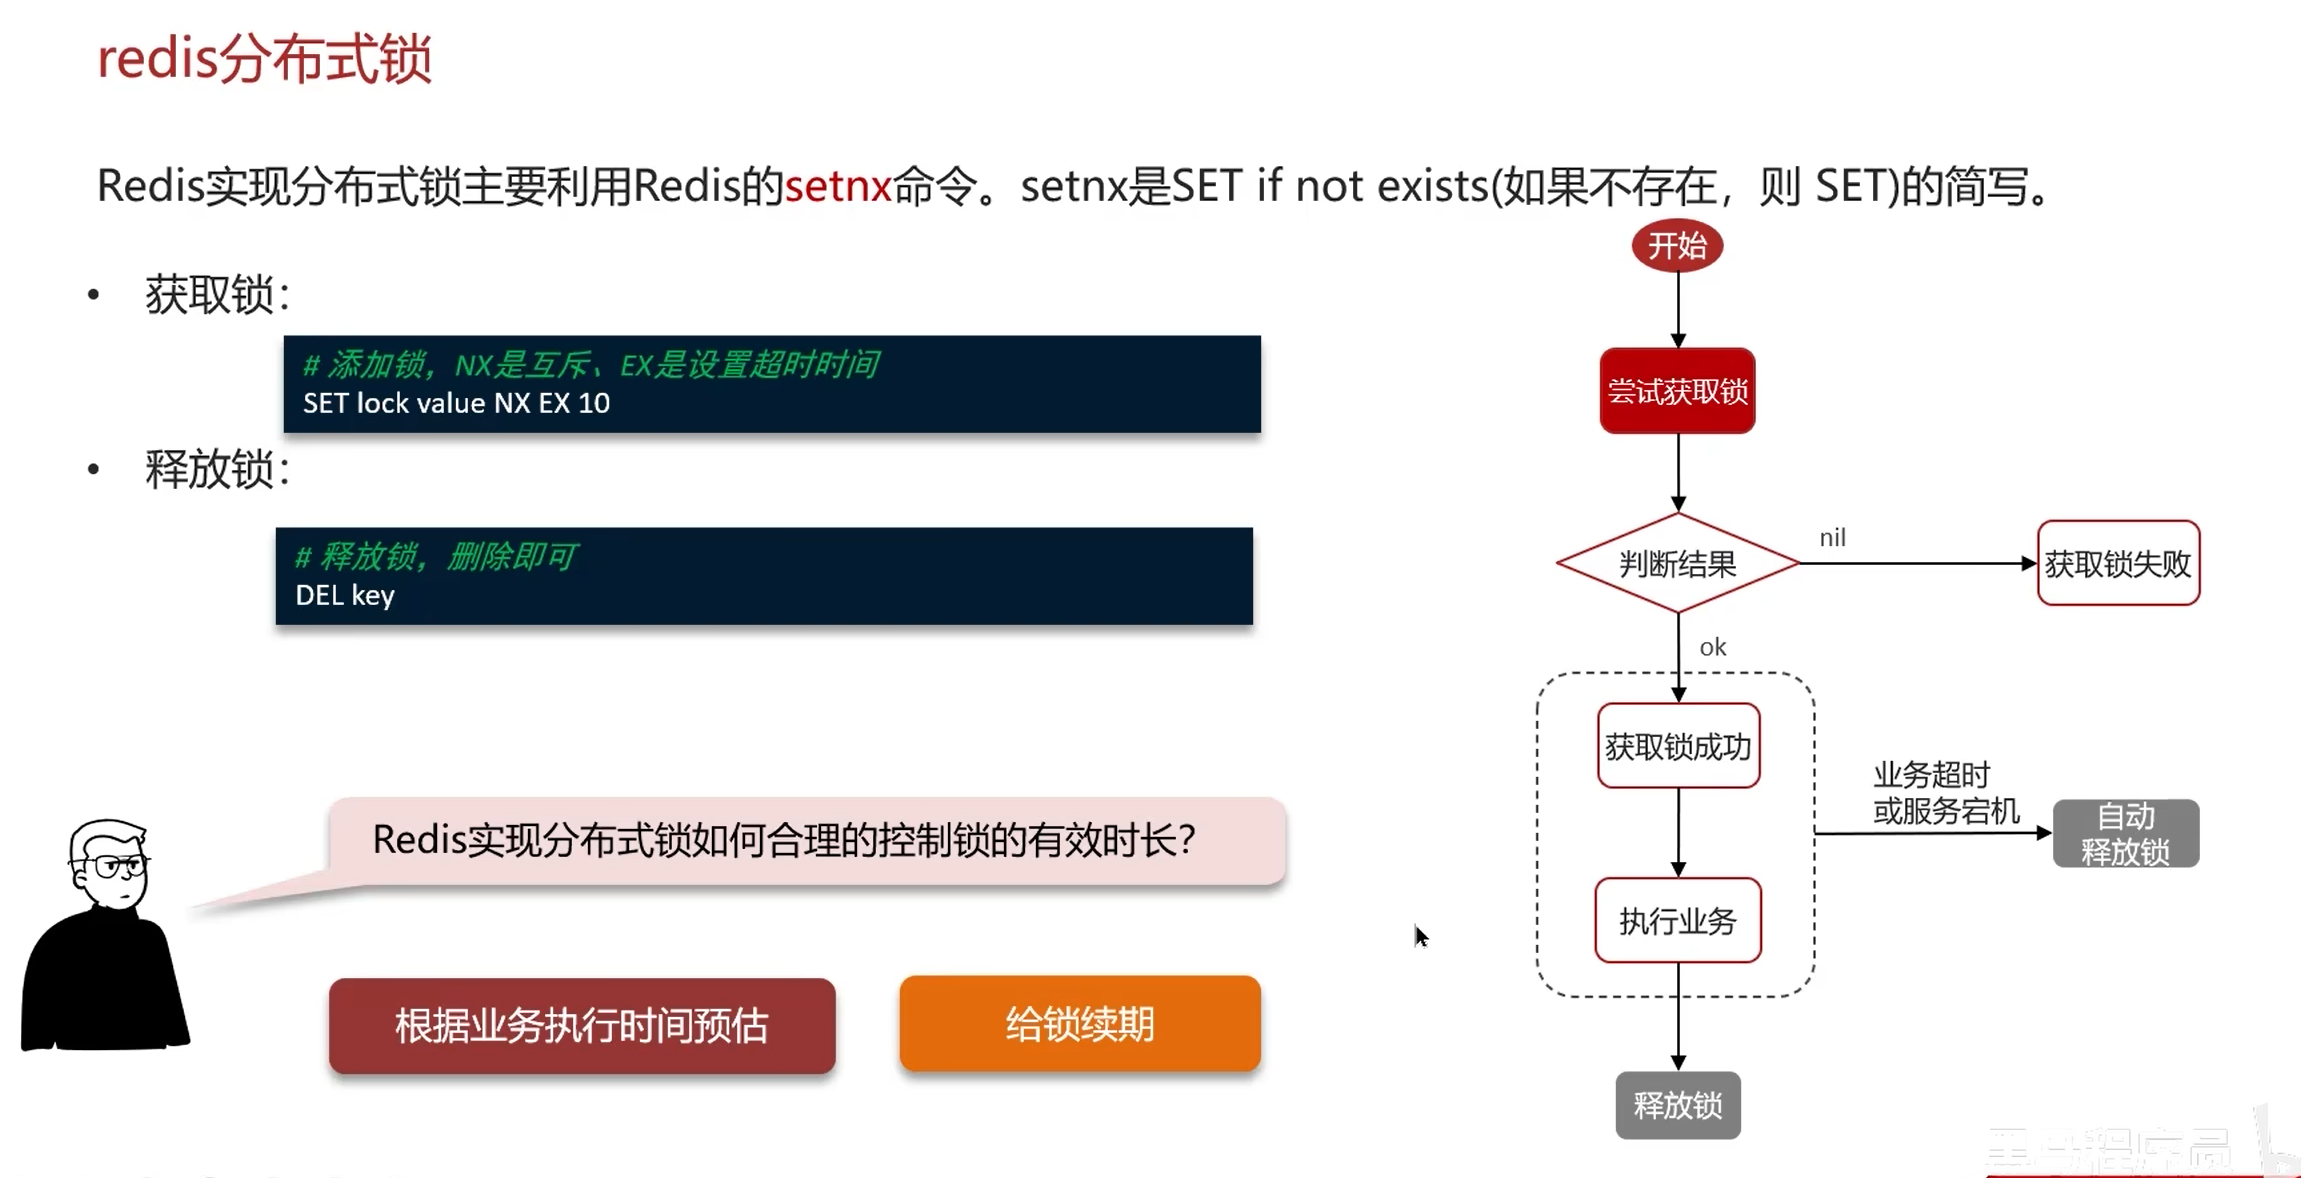 redis分布式锁
Redis实现分布式锁主要利用Redis的setnx命令。setnx是SET if not exists(如果不存在，则 SET)的简写。
• 获取锁：
# 添加锁，NX是互斥、EX是设置超时时间
SET lock value NX EX 10
• 释放锁：
# 释放锁，删除即可
DEL key
Redis实现分布式锁如何合理的控制锁的有效时长？
根据业务执行时间预估
给锁续期
开始
尝试获取锁
判断结果
nil
获取锁失败
ok
获取锁成功
业务超时
或服务宕机
自动
释放锁
执行业务
释放锁
黑马程序员